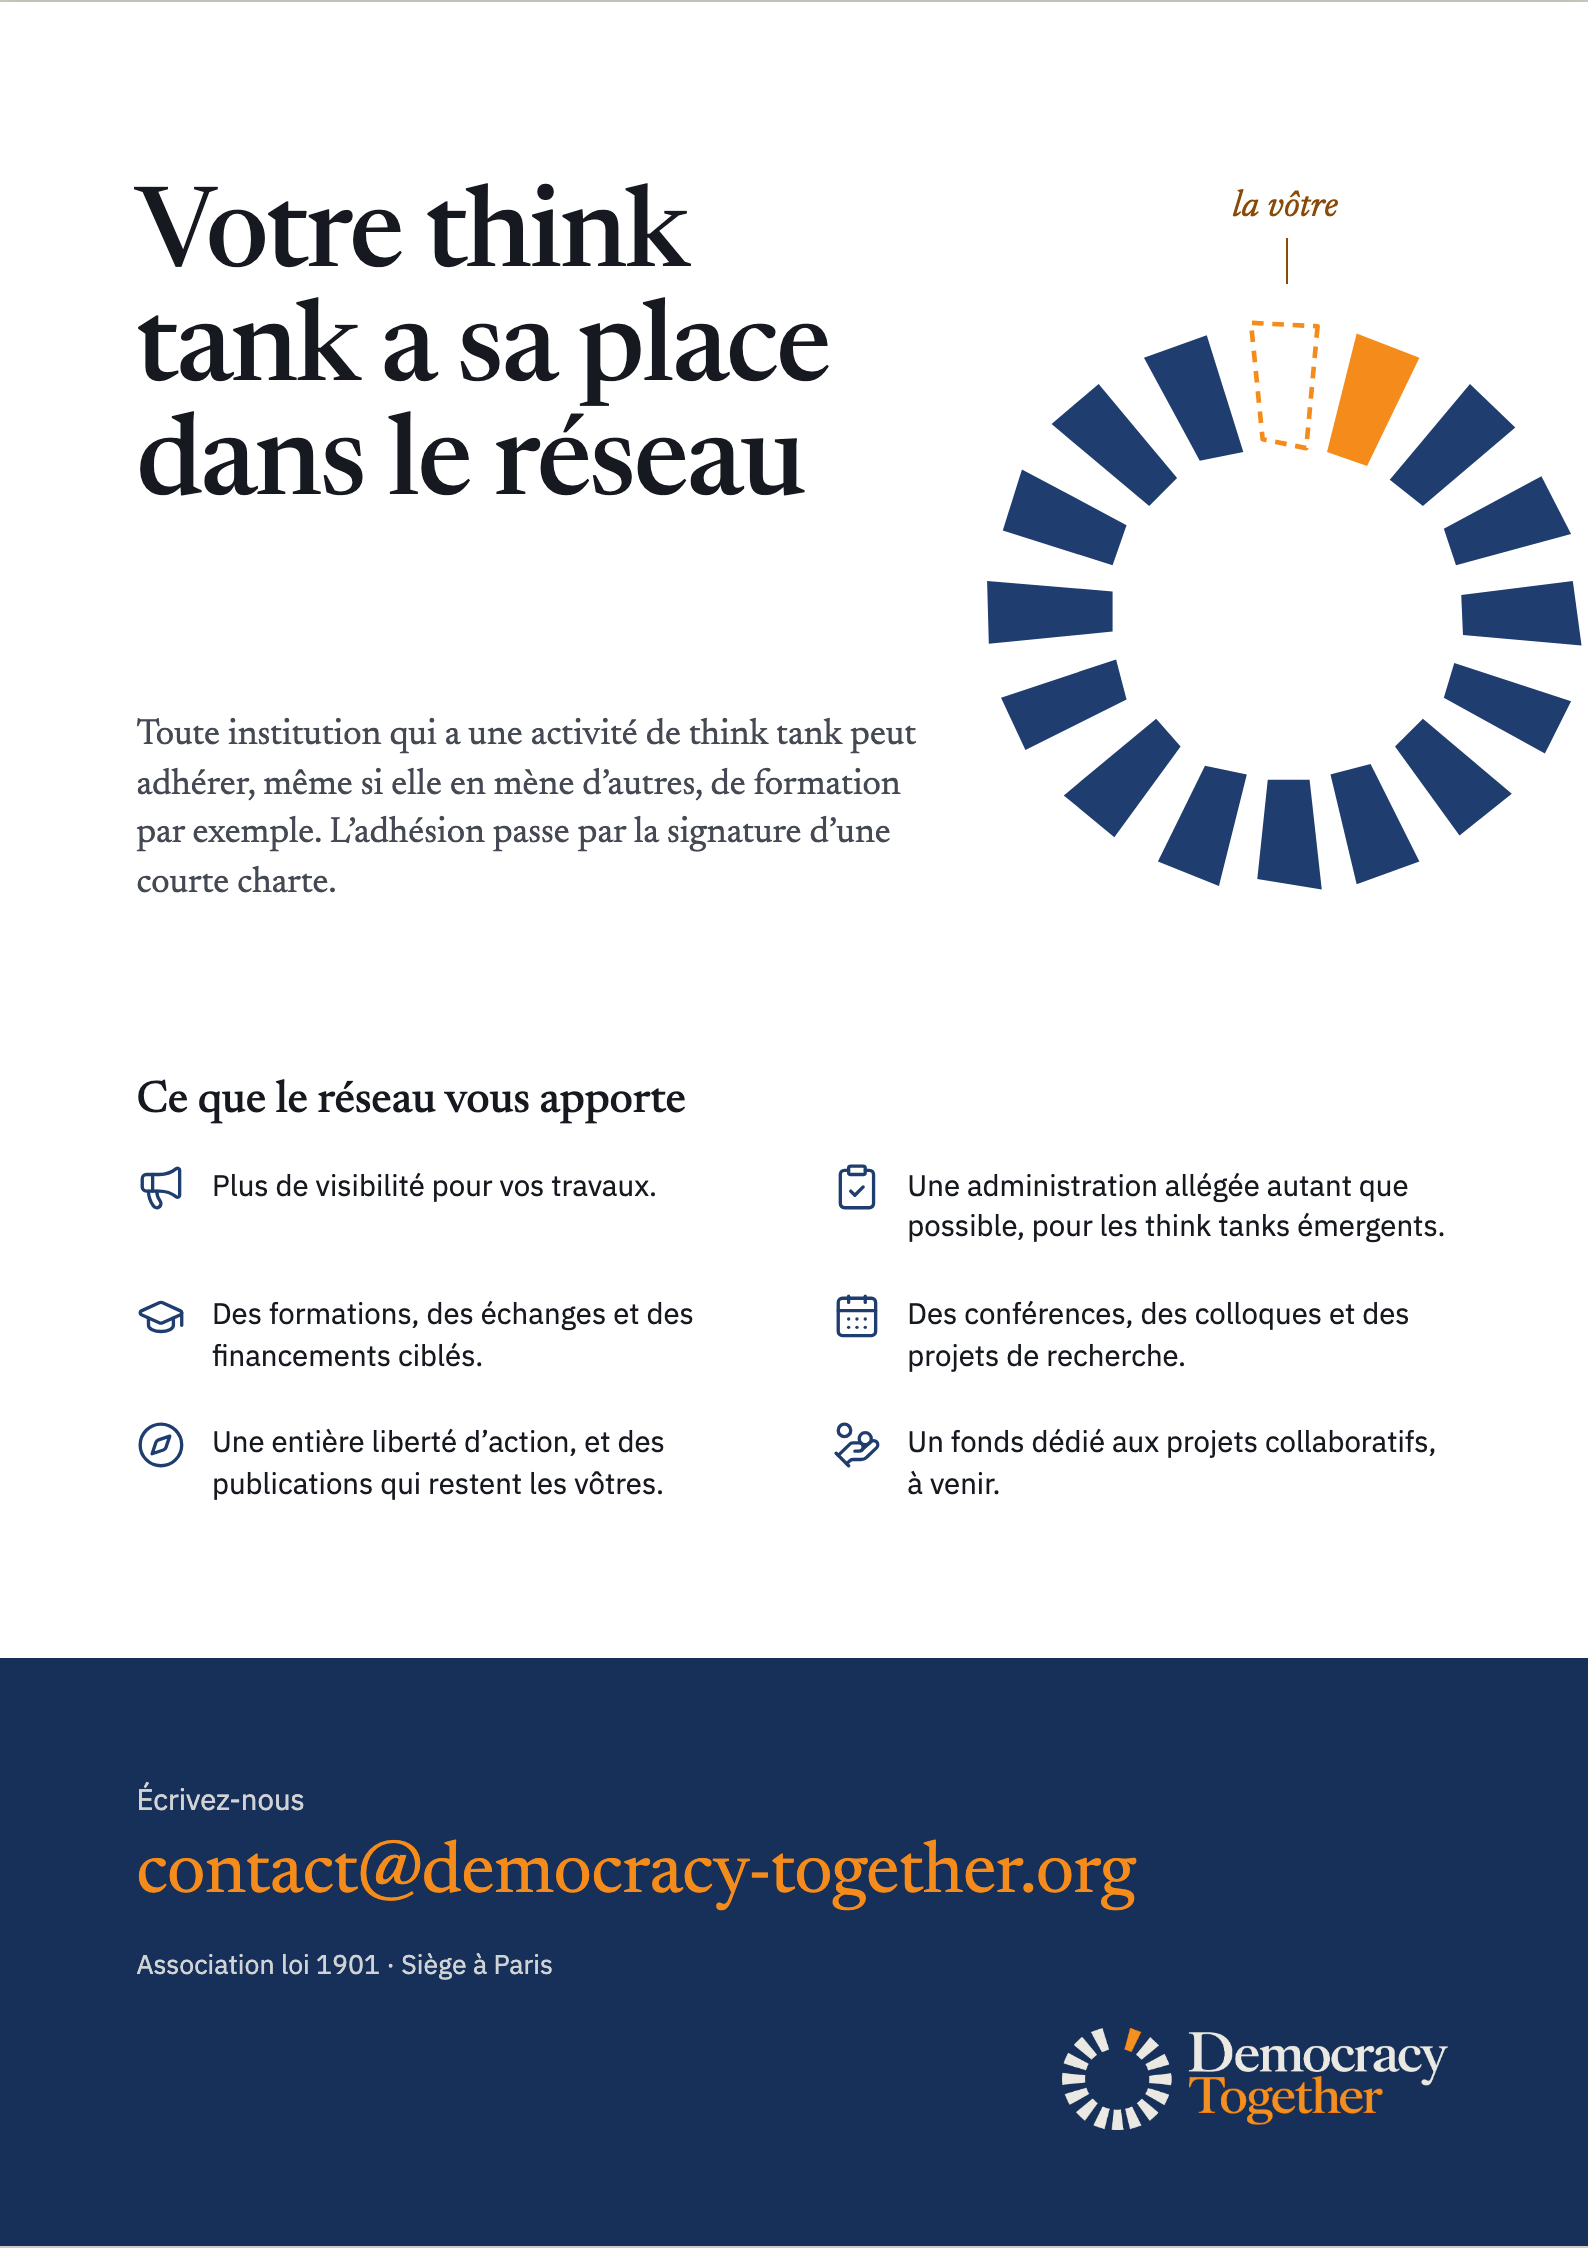 Votre think
tank a sa place
dans le réseau
la vôtre
Toute institution qui a une activité de think tank peut
adhérer, même si elle en mène d’autres, de formation
par exemple. L’adhésion passe par la signature d’une
courte charte.
Ce que le réseau vous apporte
Plus de visibilité pour vos travaux.
Une administration allégée autant que
possible, pour les think tanks émergents.
Des formations, des échanges et des
financements ciblés.
Des conférences, des colloques et des
projets de recherche.
Une entière liberté d’action, et des
publications qui restent les vôtres.
Un fonds dédié aux projets collaboratifs,
à venir.
Écrivez-nous
contact@democracy-together.org
Association loi 1901 · Siège à Paris
Democracy
Together